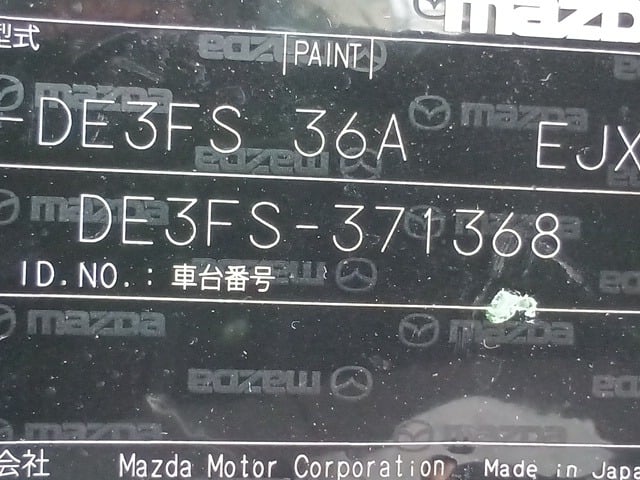 mazda
型式 PAINT
-DE3FS 36A EJX
DE3FS-371368
ID.NO.: 車台番号
会社 Mazda Motor Corporation Made in Japa